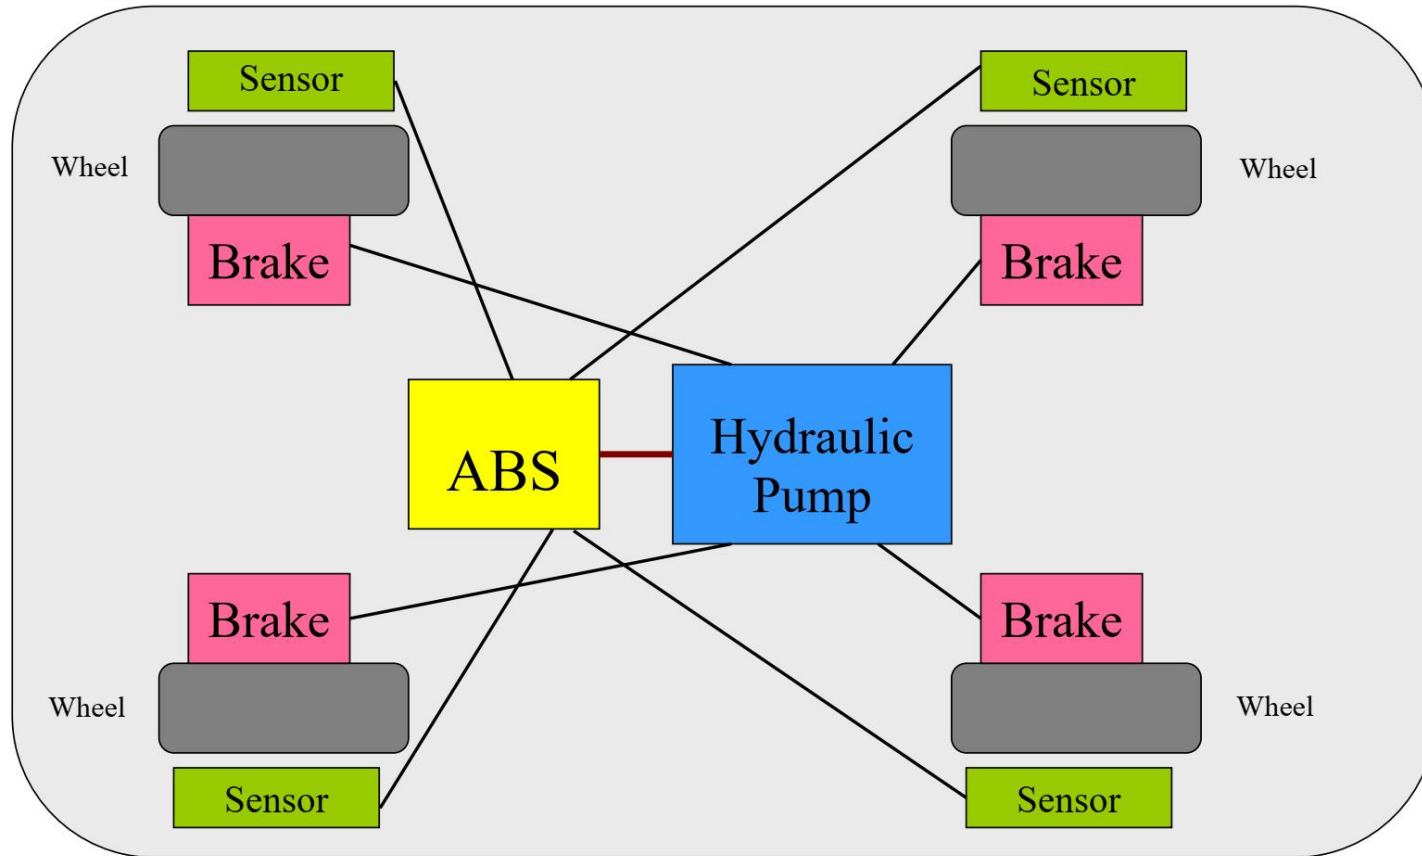 Sensor
Sensor
Wheel
Wheel
Brake
Brake
ABS
Hydraulic
Pump
Brake
Brake
Wheel
Wheel
Sensor
Sensor